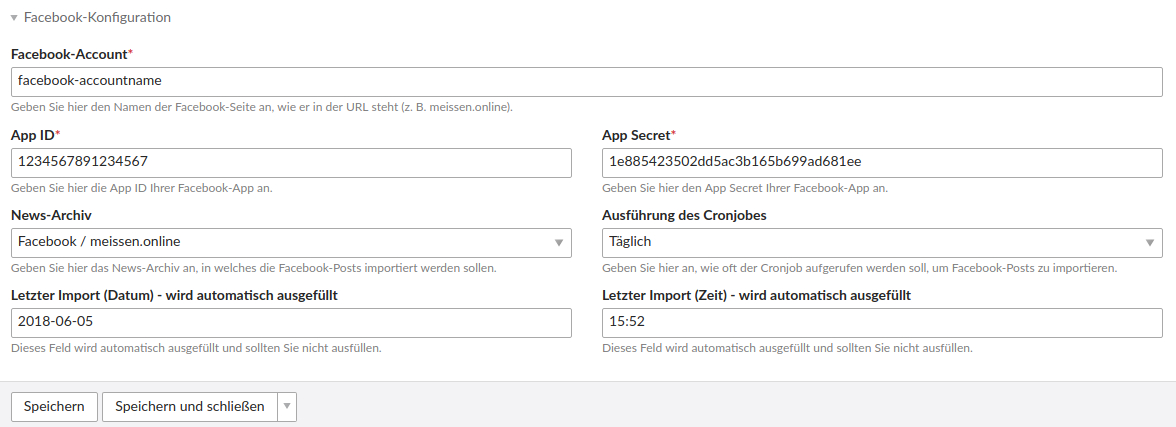 Facebook-Konfiguration
Facebook-Account*
facebook-accountname
Geben Sie hier den Namen der Facebook-Seite an, wie er in der URL steht (z. B. meissen.online).
App ID*
App Secret*
1234567891234567
1e885423502dd5ac3b165b699ad681ee
Geben Sie hier die App ID Ihrer Facebook-App an.
Geben Sie hier den App Secret Ihrer Facebook-App an.
News-Archiv
Ausführung des Cronjobes
Facebook / meissen.online
Täglich
Geben Sie hier das News-Archiv an, in welches die Facebook-Posts importiert werden sollen.
Geben Sie hier an, wie oft der Cronjob aufgerufen werden soll, um Facebook-Posts zu importieren.
Letzter Import (Datum) - wird automatisch ausgefüllt
Letzter Import (Zeit) - wird automatisch ausgefüllt
2018-06-05
15:52
Dieses Feld wird automatisch ausgefüllt und sollten Sie nicht ausfüllen.
Dieses Feld wird automatisch ausgefüllt und sollten Sie nicht ausfüllen.
Speichern
Speichern und schließen